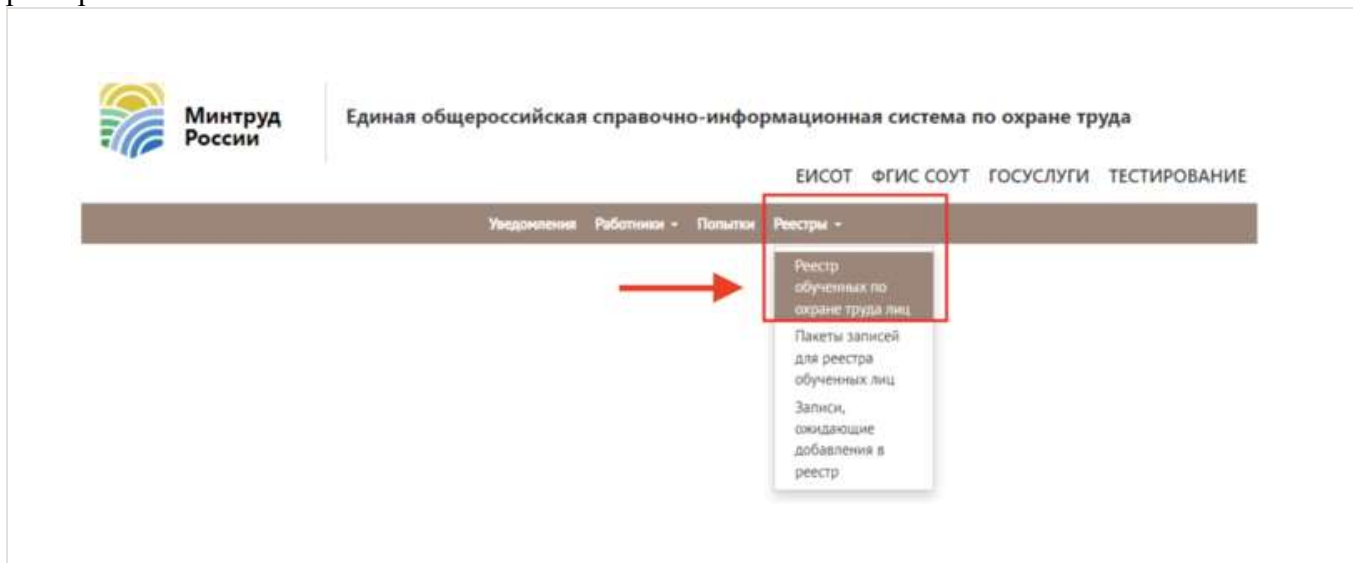 Минтруд
России
Единая общероссийская справочно-информационная система по охране труда
ЕИСОТ ФГИС СОУТ ГОСУСЛУГИ ТЕСТИРОВАНИЕ
Уведомления Работники Попытки Реестры
Реестр
обученных по
охране труда лиц
Пакеты записей
для реестра
обученных лиц
Записи,
ожидающие
добавления в
реестр